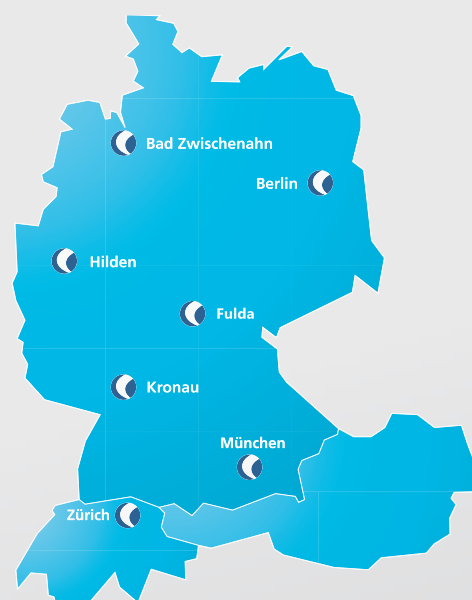 Bad Zwischenahn
Berlin
Hilden
Fulda
Kronau
München
Zürich